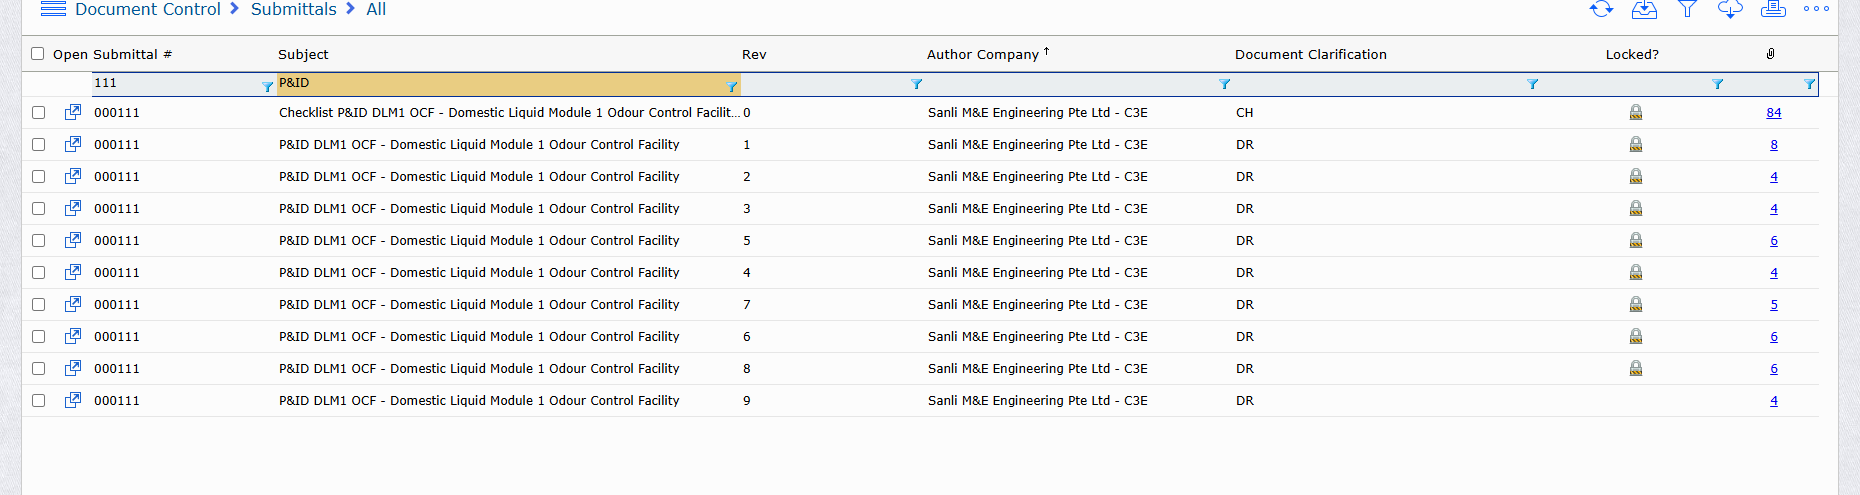 Document Control > Submittals > All
Open Submittal # Subject Rev Author Company ↑ Document Clarification Locked?
111 P&ID
000111 Checklist P&ID DLM1 OCF - Domestic Liquid Module 1 Odour Control Facilit... 0 Sanli M&E Engineering Pte Ltd - C3E CH 84
000111 P&ID DLM1 OCF - Domestic Liquid Module 1 Odour Control Facility 1 Sanli M&E Engineering Pte Ltd - C3E DR 8
000111 P&ID DLM1 OCF - Domestic Liquid Module 1 Odour Control Facility 2 Sanli M&E Engineering Pte Ltd - C3E DR 4
000111 P&ID DLM1 OCF - Domestic Liquid Module 1 Odour Control Facility 3 Sanli M&E Engineering Pte Ltd - C3E DR 4
000111 P&ID DLM1 OCF - Domestic Liquid Module 1 Odour Control Facility 5 Sanli M&E Engineering Pte Ltd - C3E DR 6
000111 P&ID DLM1 OCF - Domestic Liquid Module 1 Odour Control Facility 4 Sanli M&E Engineering Pte Ltd - C3E DR 4
000111 P&ID DLM1 OCF - Domestic Liquid Module 1 Odour Control Facility 7 Sanli M&E Engineering Pte Ltd - C3E DR 5
000111 P&ID DLM1 OCF - Domestic Liquid Module 1 Odour Control Facility 6 Sanli M&E Engineering Pte Ltd - C3E DR 6
000111 P&ID DLM1 OCF - Domestic Liquid Module 1 Odour Control Facility 8 Sanli M&E Engineering Pte Ltd - C3E DR 6
000111 P&ID DLM1 OCF - Domestic Liquid Module 1 Odour Control Facility 9 Sanli M&E Engineering Pte Ltd - C3E DR 4